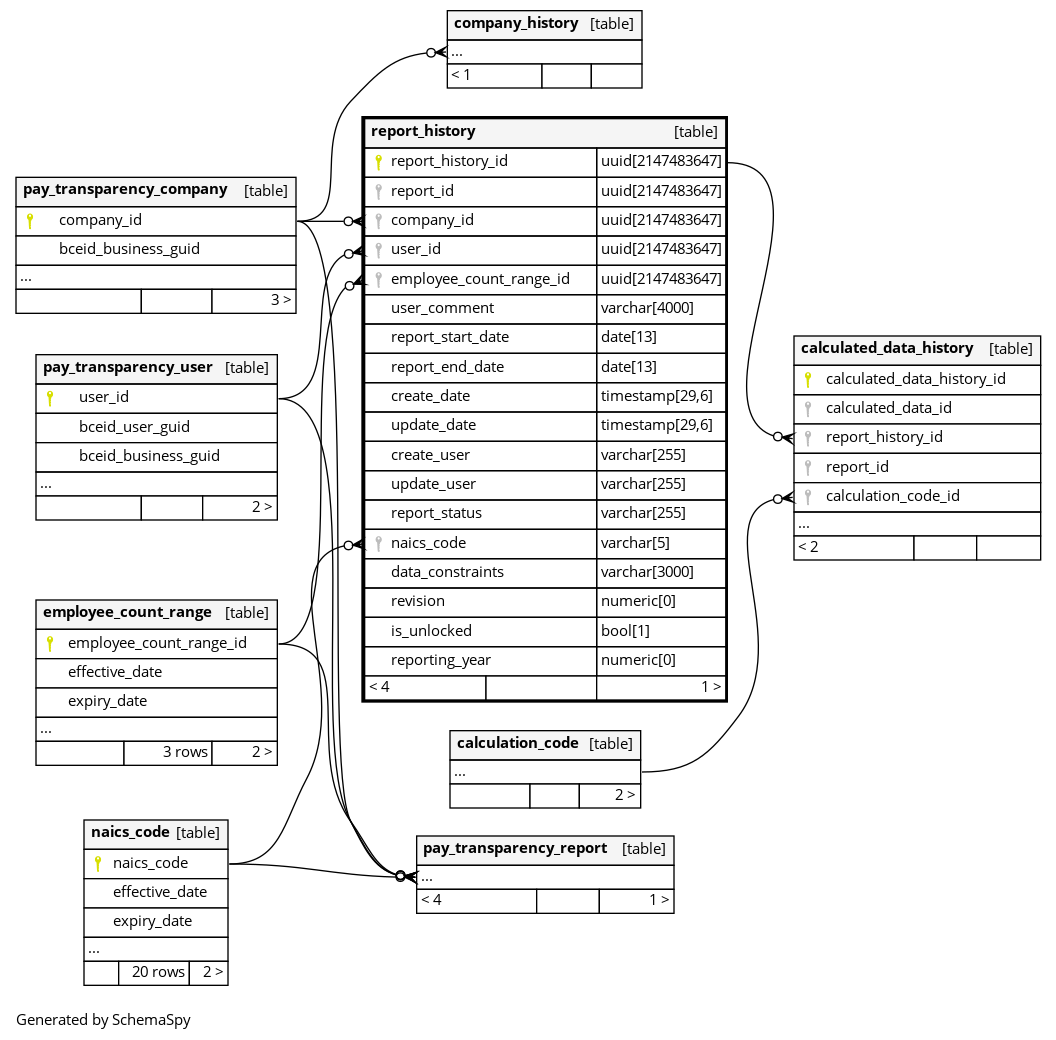 company_history [table]
...
< 1
report_history [table]
report_history_id uuid[2147483647]
report_id uuid[2147483647]
company_id uuid[2147483647]
user_id uuid[2147483647]
employee_count_range_id uuid[2147483647]
user_comment varchar[4000]
report_start_date date[13]
report_end_date date[13]
create_date timestamp[29,6]
update_date timestamp[29,6]
create_user varchar[255]
update_user varchar[255]
report_status varchar[255]
naics_code varchar[5]
data_constraints varchar[3000]
revision numeric[0]
is_unlocked bool[1]
reporting_year numeric[0]
< 4 1 >
pay_transparency_company [table]
company_id
bceid_business_guid
...
3 >
pay_transparency_user [table]
user_id
bceid_user_guid
bceid_business_guid
...
2 >
calculated_data_history [table]
calculated_data_history_id
calculated_data_id
report_history_id
report_id
calculation_code_id
...
< 2
employee_count_range [table]
employee_count_range_id
effective_date
expiry_date
...
3 rows 2 >
calculation_code [table]
...
2 >
naics_code [table]
naics_code
effective_date
expiry_date
...
20 rows 2 >
pay_transparency_report [table]
...
< 4 1 >
Generated by SchemaSpy